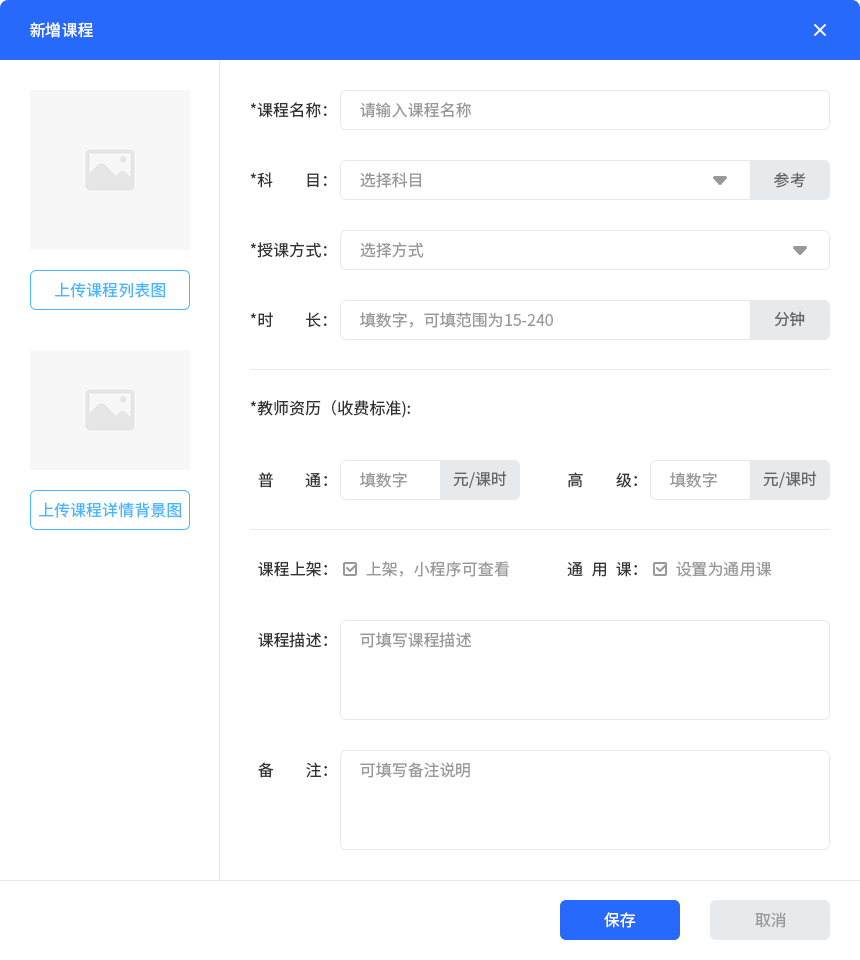 新增课程
上传课程列表图
上传课程详情背景图
*课程名称： 请输入课程名称
*科 目： 选择科目 参考
*授课方式： 选择方式
*时 长： 填数字，可填范围为15-240 分钟
*教师资历（收费标准):
普 通： 填数字 元/课时 高 级： 填数字 元/课时
课程上架： 上架，小程序可查看 通 用 课： 设置为通用课
课程描述： 可填写课程描述
备 注： 可填写备注说明
保存 取消